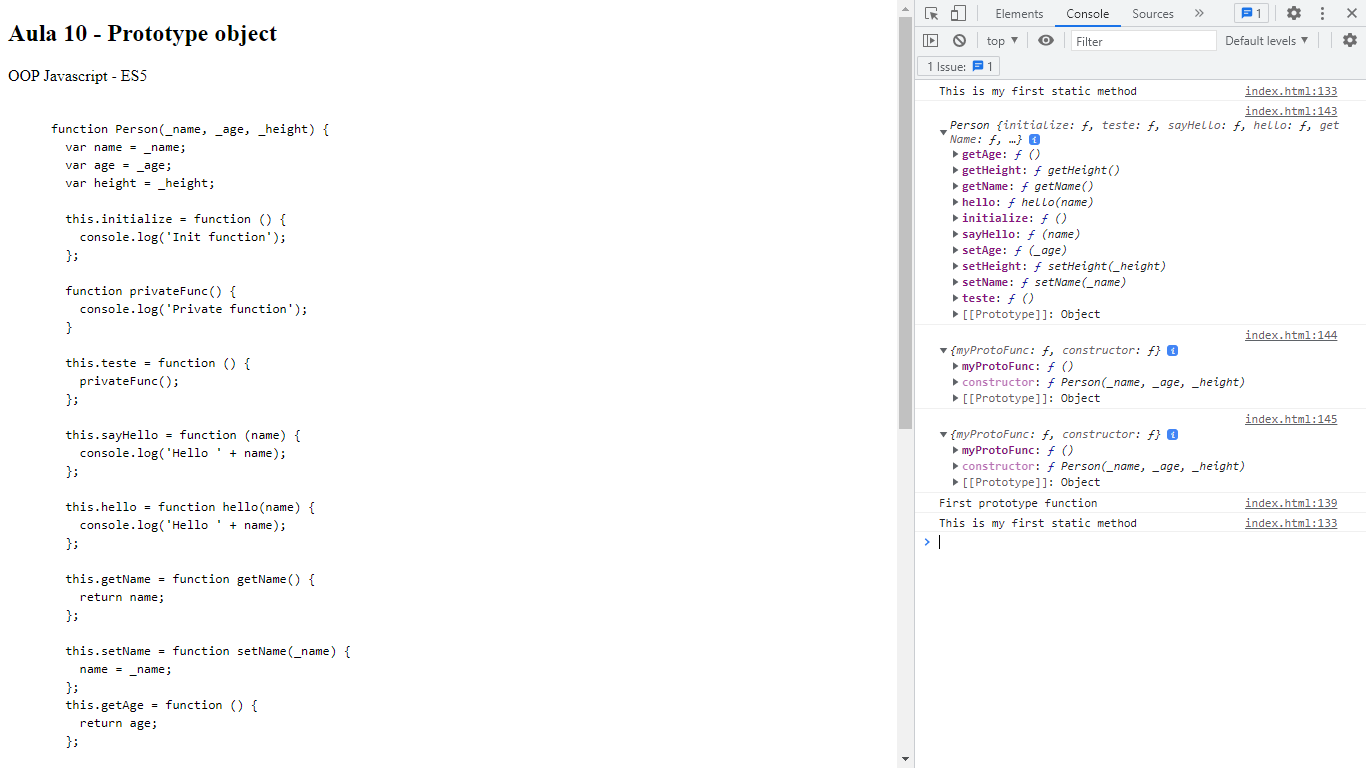 Aula 10 - Prototype object
OOP Javascript - ES5
function Person(_name, _age, _height) {
  var name = _name;
  var age = _age;
  var height = _height;
  this.initialize = function () {
    console.log('Init function');
  };
  function privateFunc() {
    console.log('Private function');
  }
  this.teste = function () {
    privateFunc();
  };
  this.sayHello = function (name) {
    console.log('Hello ' + name);
  };
  this.hello = function hello(name) {
    console.log('Hello ' + name);
  };
  this.getName = function getName() {
    return name;
  };
  this.setName = function setName(_name) {
    name = _name;
  };
  this.getAge = function () {
    return age;
  };
Elements Console Sources » 1
top ▼ Filter Default levels ▼
1 Issue: 1
This is my first static method index.html:133
index.html:143
Person {initialize: ƒ, teste: ƒ, sayHello: ƒ, hello: ƒ, get
Name: ƒ, …} i
getAge: ƒ ()
getHeight: ƒ getHeight()
getName: ƒ getName()
hello: ƒ hello(name)
initialize: ƒ ()
sayHello: ƒ (name)
setAge: ƒ (_age)
setHeight: ƒ setHeight(_height)
setName: ƒ setName(_name)
teste: ƒ ()
[[Prototype]]: Object
index.html:144
{myProtoFunc: ƒ, constructor: ƒ} i
myProtoFunc: ƒ ()
constructor: ƒ Person(_name, _age, _height)
[[Prototype]]: Object
index.html:145
{myProtoFunc: ƒ, constructor: ƒ} i
myProtoFunc: ƒ ()
constructor: ƒ Person(_name, _age, _height)
[[Prototype]]: Object
First prototype function index.html:139
This is my first static method index.html:133